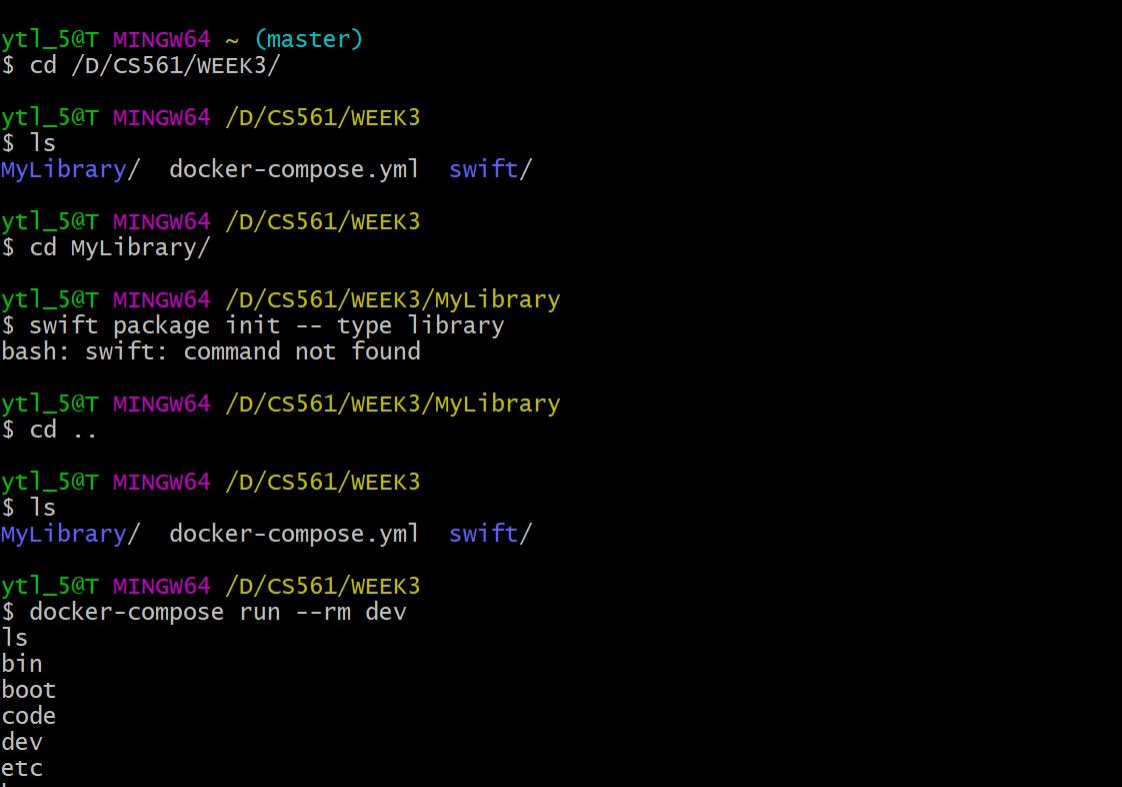 ytl_5@T MINGW64 ~ (master)
$ cd /D/CS561/WEEK3/
ytl_5@T MINGW64 /D/CS561/WEEK3
$ ls
MyLibrary/  docker-compose.yml  swift/
ytl_5@T MINGW64 /D/CS561/WEEK3
$ cd MyLibrary/
ytl_5@T MINGW64 /D/CS561/WEEK3/MyLibrary
$ swift package init -- type library
bash: swift: command not found
ytl_5@T MINGW64 /D/CS561/WEEK3/MyLibrary
$ cd ..
ytl_5@T MINGW64 /D/CS561/WEEK3
$ ls
MyLibrary/  docker-compose.yml  swift/
ytl_5@T MINGW64 /D/CS561/WEEK3
$ docker-compose run --rm dev
ls
bin
boot
code
dev
etc